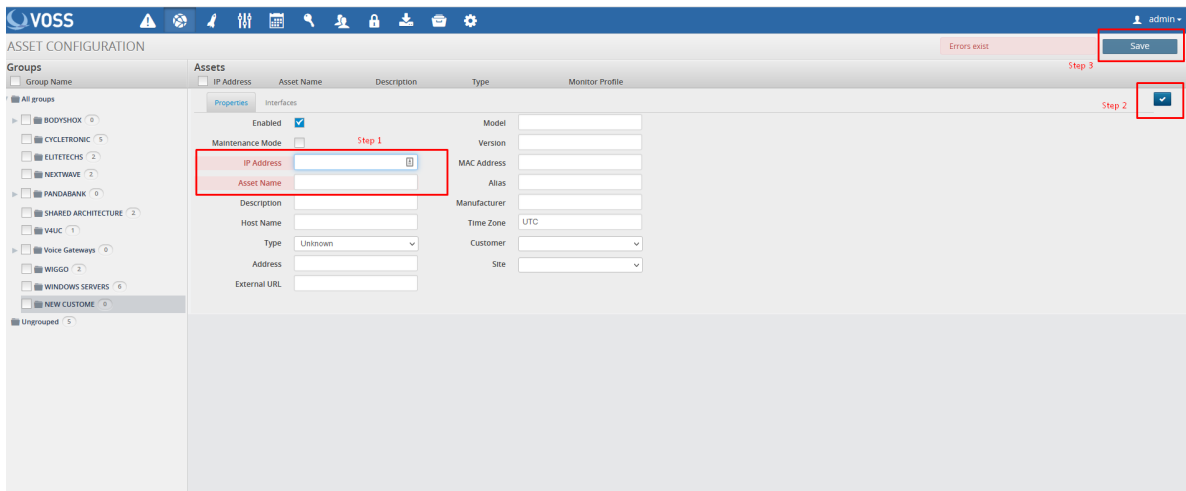 VOSS
admin
ASSET CONFIGURATION
Errors exist
Save
Step 3
Groups
Group Name
Assets
IP Address Asset Name Description Type Monitor Profile
All groups
BODYSHOX 0
CYCLETRONIC 5
ELITETECHS 2
NEXTWAVE 2
PANDABANK 0
SHARED ARCHITECTURE 2
V4UC 1
Voice Gateways 0
WIGGO 2
WINDOWS SERVERS 6
NEW CUSTOME 0
Ungrouped 5
Properties Interfaces
Step 2
Enabled
Maintenance Mode
Step 1
IP Address
Asset Name
Description
Host Name
Type Unknown
Address
External URL
Model
Version
MAC Address
Alias
Manufacturer
Time Zone UTC
Customer
Site